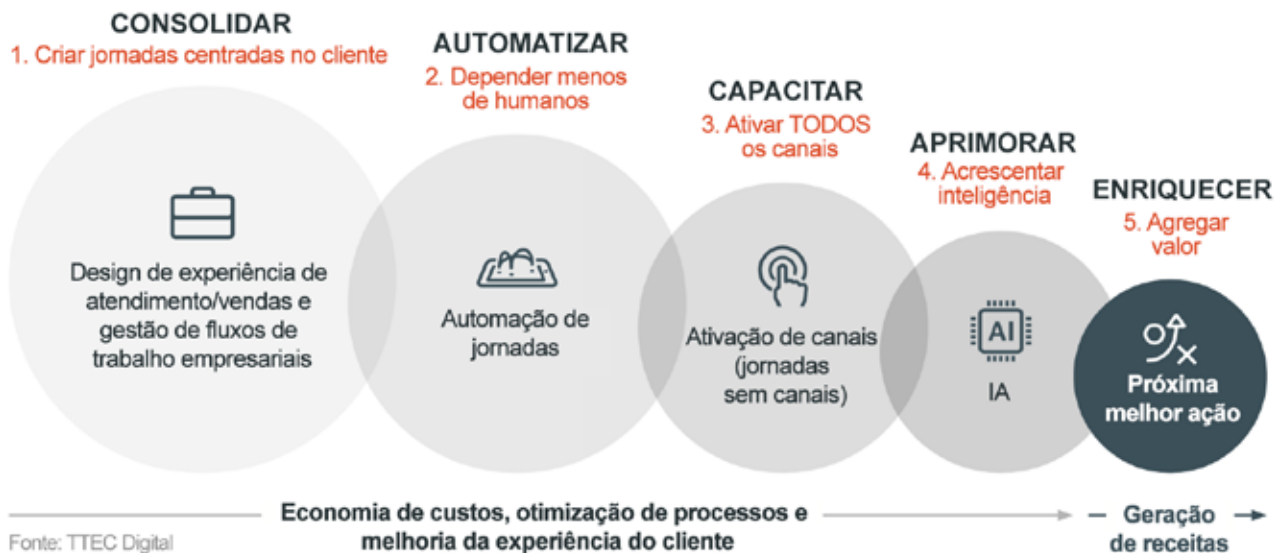 CONSOLIDAR
1. Criar jornadas centradas no cliente
Design de experiência de
atendimento/vendas e
gestão de fluxos de
trabalho empresariais
AUTOMATIZAR
2. Depender menos
de humanos
Automação de
jornadas
CAPACITAR
3. Ativar TODOS
os canais
Ativação de canais
(jornadas
sem canais)
APRIMORAR
4. Acrescentar
inteligência
AI
IA
ENRIQUECER
5. Agregar
valor
Próxima
melhor ação
Economia de custos, otimização de processos e
melhoria da experiência do cliente
Geração
de receitas
Fonte: TTEC Digital